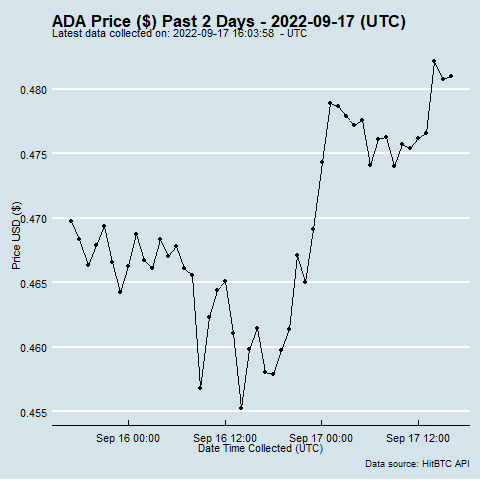 ADA Price ($) Past 2 Days - 2022-09-17 (UTC)
Latest data collected on: 2022-09-17 16:03:58 - UTC
0.480
0.475
0.470
0.465
0.460
0.455
Price USD ($)
Sep 16 00:00
Sep 16 12:00
Sep 17 00:00
Sep 17 12:00
Date Time Collected (UTC)
Data source: HitBTC API